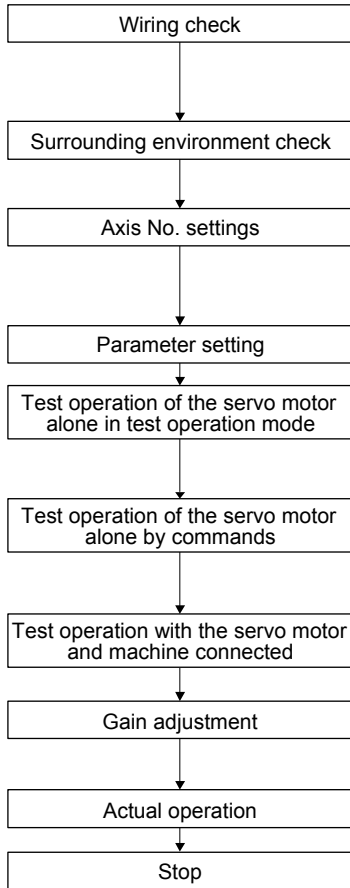 Wiring check
Surrounding environment check
Axis No. settings
Parameter setting
Test operation of the servo motor
alone in test operation mode
Test operation of the servo motor
alone by commands
Test operation with the servo motor
and machine connected
Gain adjustment
Actual operation
Stop